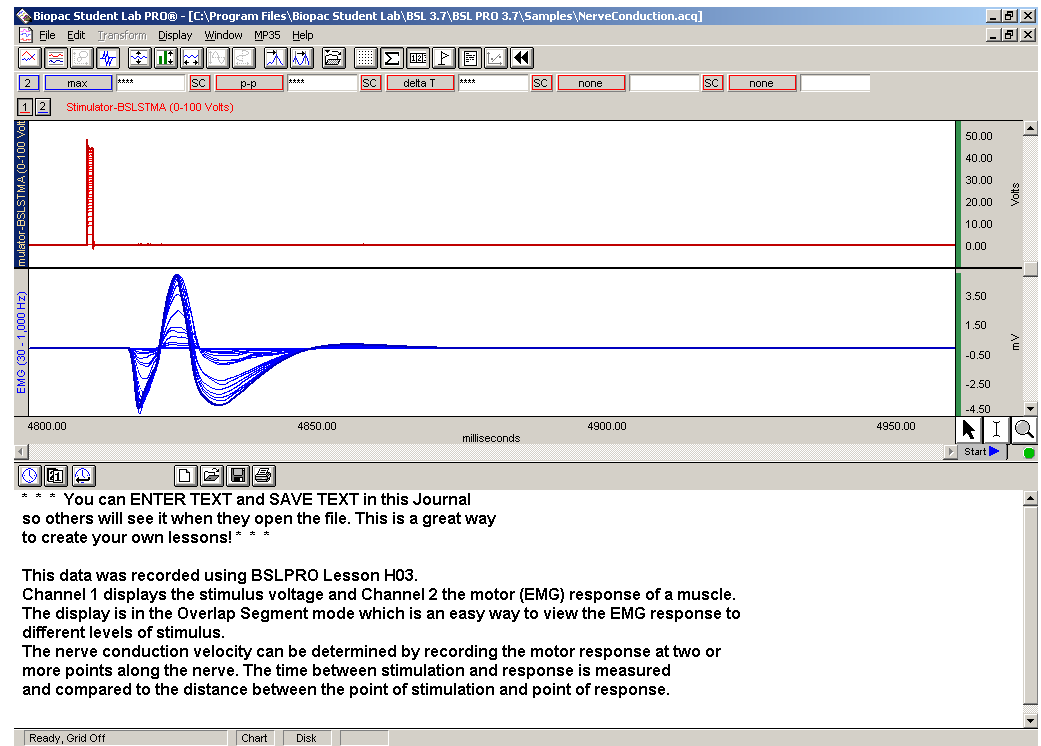 Biopac Student Lab PRO® - [C:\Program Files\Biopac Student Lab\BSL 3.7\BSL PRO 3.7\Samples\NerveConduction.acq]
File Edit Transform Display Window MP35 Help
2 max **** SC p-p **** SC delta T **** SC none SC none
1 2 Stimulator-BSLSTMA (0-100 Volts)
mulator-BSLSTMA (0-100 Volt
50.00
40.00
30.00
20.00
10.00
0.00
Volts
EMG (30 - 1,000 Hz)
3.50
1.50
-0.50
-2.50
-4.50
mV
4800.00 4850.00 4900.00 4950.00
milliseconds
Start
* * * You can ENTER TEXT and SAVE TEXT in this Journal
so others will see it when they open the file. This is a great way
to create your own lessons! * * *
This data was recorded using BSLPRO Lesson H03.
Channel 1 displays the stimulus voltage and Channel 2 the motor (EMG) response of a muscle.
The display is in the Overlap Segment mode which is an easy way to view the EMG response to
different levels of stimulus.
The nerve conduction velocity can be determined by recording the motor response at two or
more points along the nerve. The time between stimulation and response is measured
and compared to the distance between the point of stimulation and point of response.
Ready, Grid Off Chart Disk